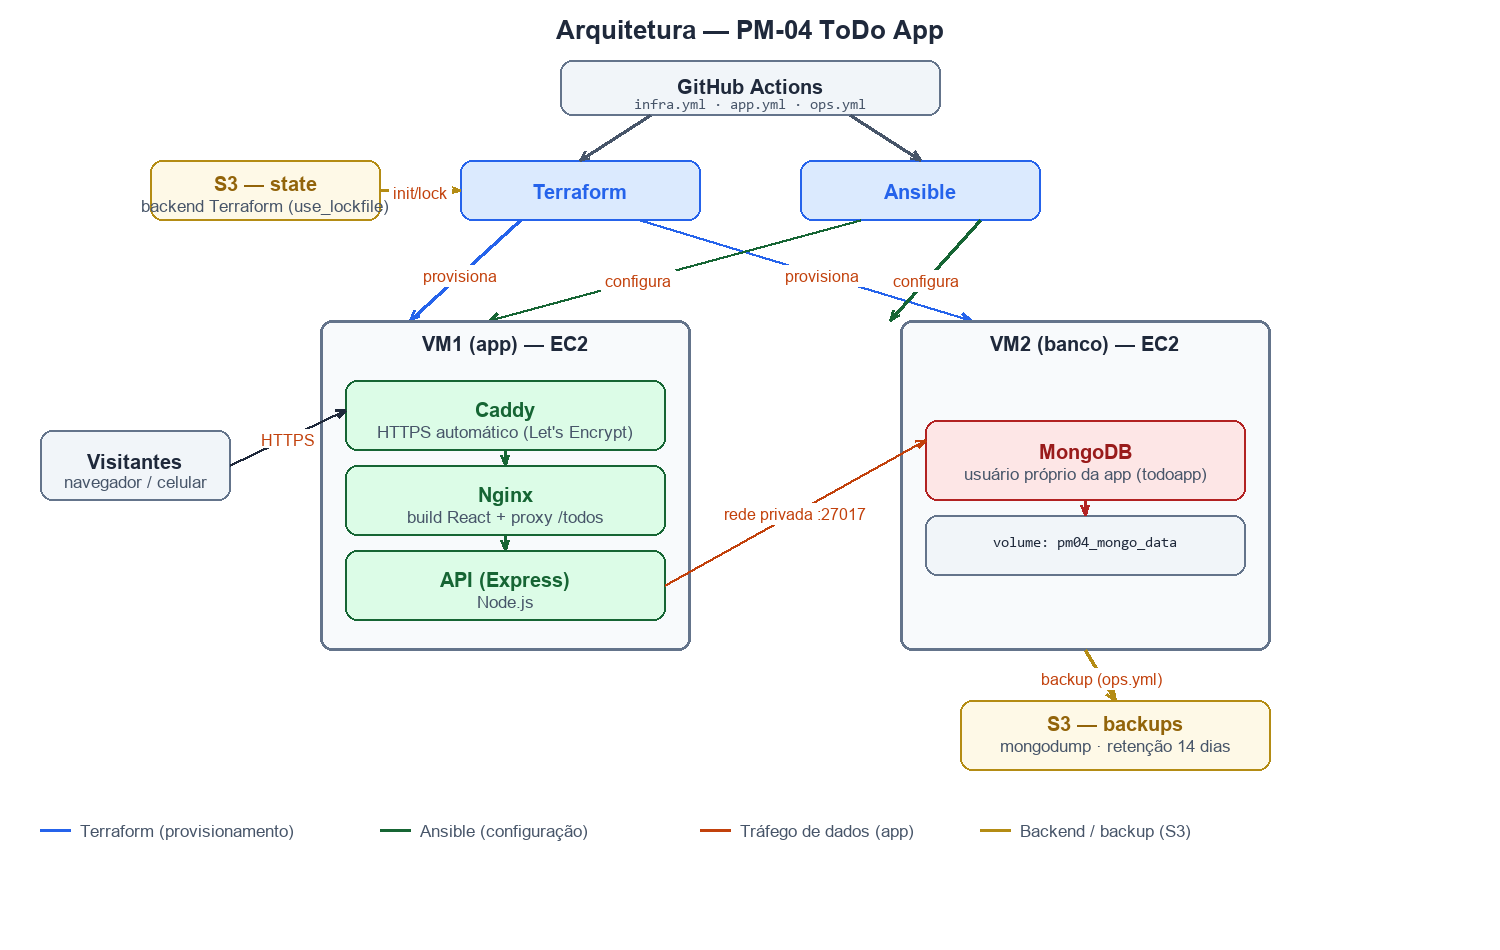 Arquitetura — PM-04 ToDo App
GitHub Actions
infra.yml · app.yml · ops.yml
S3 — state
backend Terraform (use_lockfile)
init/lock
Terraform
Ansible
provisiona
configura
provisiona
configura
VM1 (app) — EC2
VM2 (banco) — EC2
Caddy
HTTPS automático (Let's Encrypt)
HTTPS
Visitantes
navegador / celular
Nginx
build React + proxy /todos
API (Express)
Node.js
rede privada :27017
MongoDB
usuário próprio da app (todoapp)
volume: pm04_mongo_data
backup (ops.yml)
S3 — backups
mongodump · retenção 14 dias
Terraform (provisionamento)
Ansible (configuração)
Tráfego de dados (app)
Backend / backup (S3)